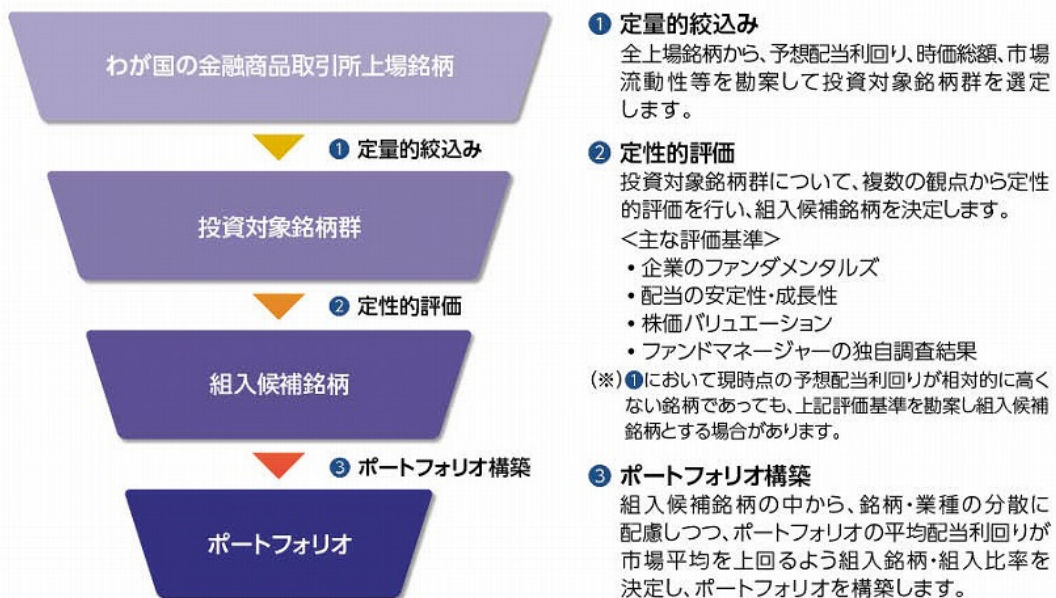 わが国の金融商品取引所上場銘柄
❶ 定量的絞込み
投資対象銘柄群
❷ 定性的評価
組入候補銘柄
❸ ポートフォリオ構築
ポートフォリオ
❶ 定量的絞込み
全上場銘柄から、予想配当利回り、時価総額、市場
流動性等を勘案して投資対象銘柄群を選定
します。
❷ 定性的評価
投資対象銘柄群について、複数の観点から定性
的評価を行い、組入候補銘柄を決定します。
＜主な評価基準＞
• 企業のファンダメンタルズ
• 配当の安定性・成長性
• 株価バリュエーション
• ファンドマネージャーの独自調査結果
(※)❶において現時点の予想配当利回りが相対的に高く
ない銘柄であっても、上記評価基準を勘案し組入候補
銘柄とする場合があります。
❸ ポートフォリオ構築
組入候補銘柄の中から、銘柄・業種の分散に
配慮しつつ、ポートフォリオの平均配当利回りが
市場平均を上回るよう組入銘柄・組入比率を
決定し、ポートフォリオを構築します。